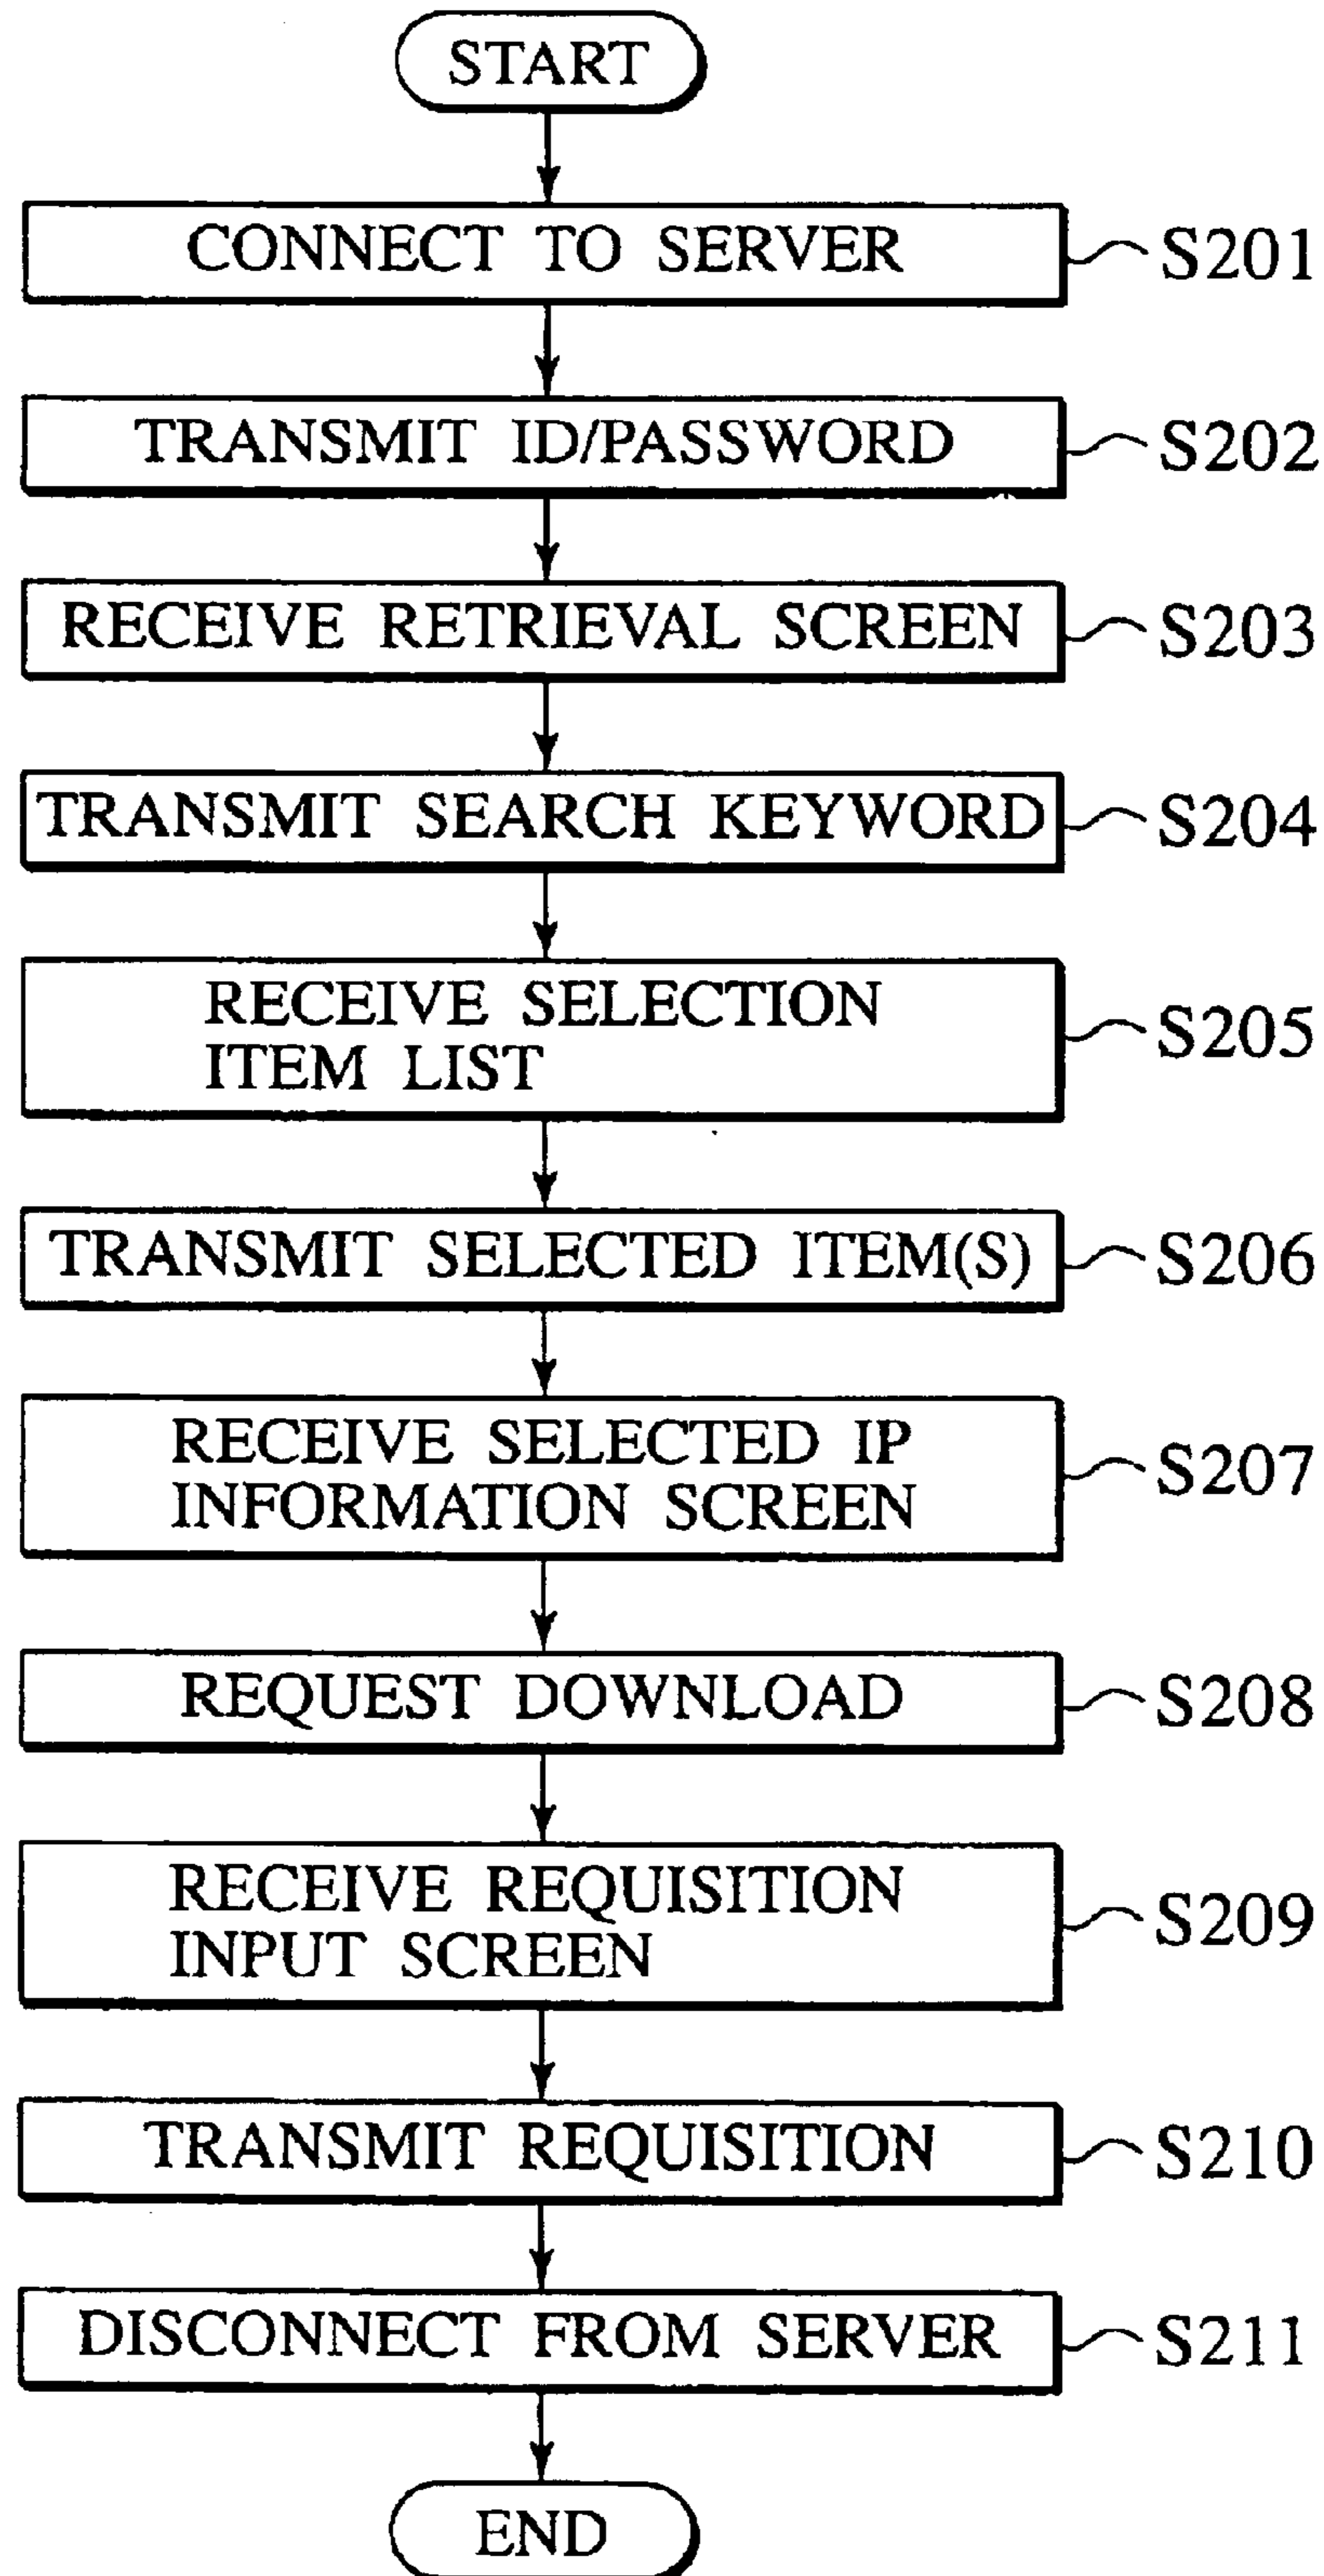 START
CONNECT TO SERVER
S201
TRANSMIT ID/PASSWORD
S202
RECEIVE RETRIEVAL SCREEN
S203
TRANSMIT SEARCH KEYWORD
S204
RECEIVE SELECTION
ITEM LIST
S205
TRANSMIT SELECTED ITEM(S)
S206
RECEIVE SELECTED IP
INFORMATION SCREEN
S207
REQUEST DOWNLOAD
S208
RECEIVE REQUISITION
INPUT SCREEN
S209
TRANSMIT REQUISITION
S210
DISCONNECT FROM SERVER
S211
END